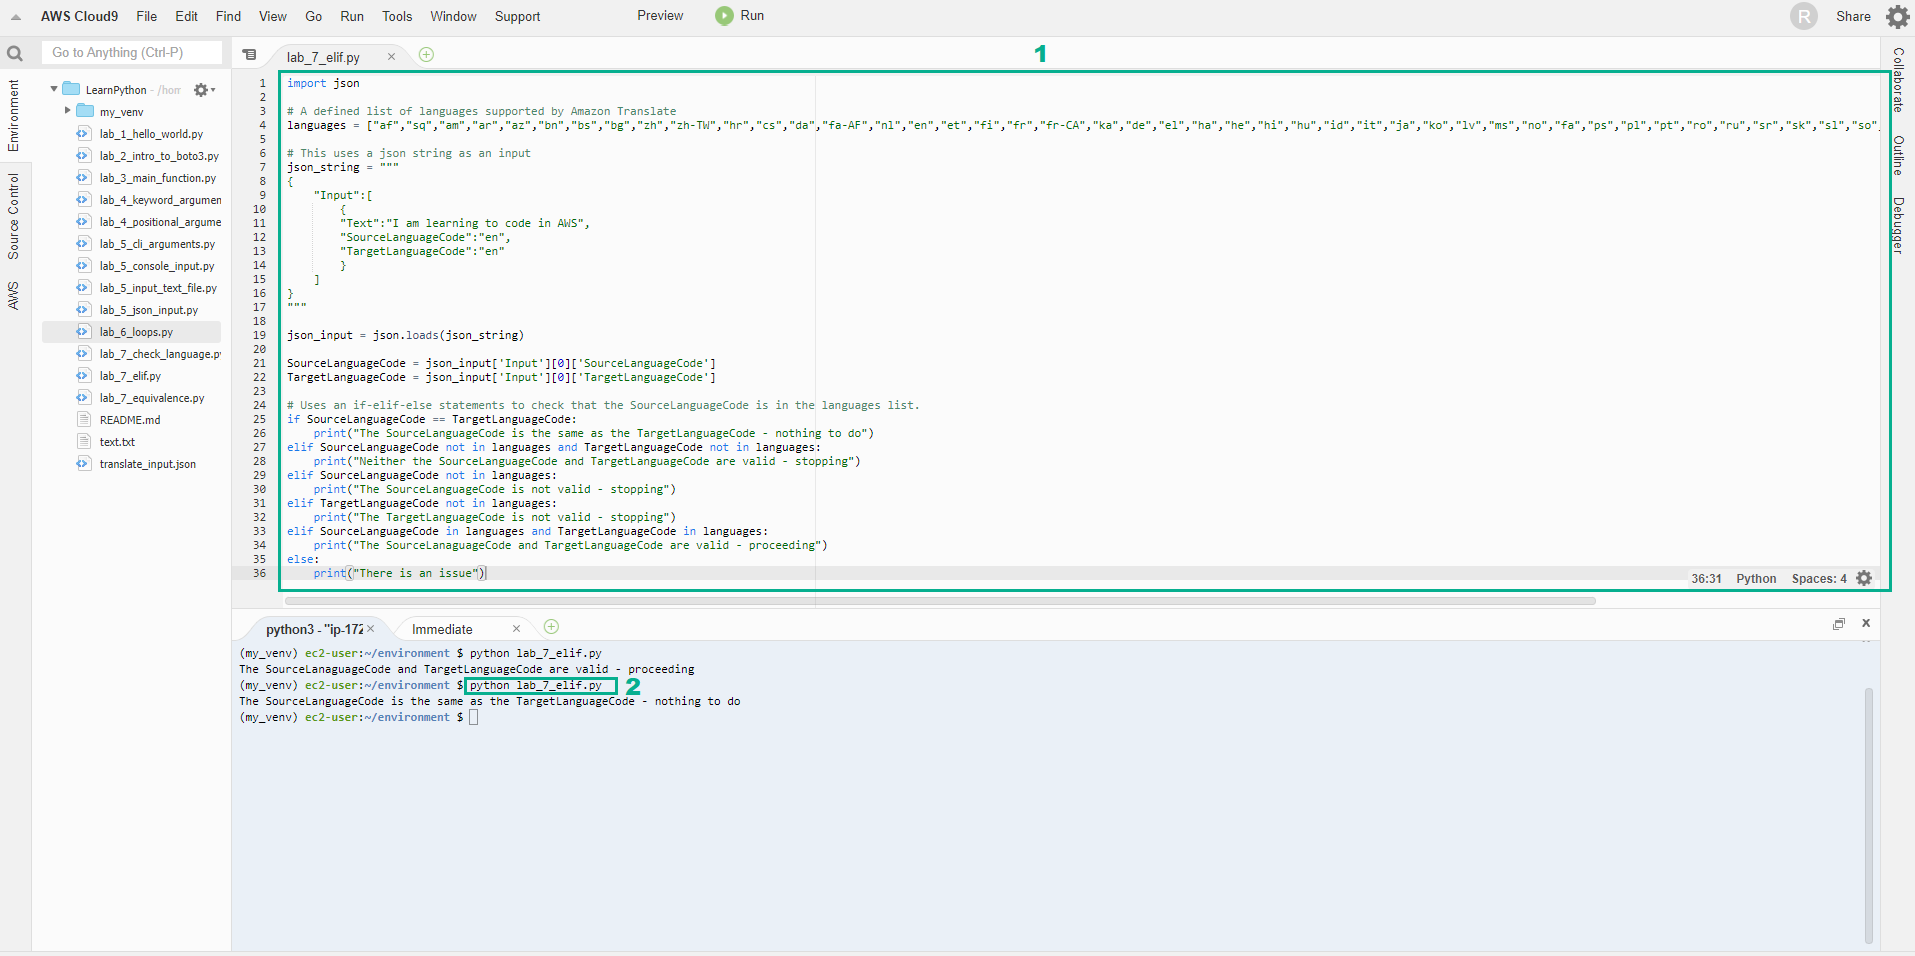 AWS Cloud9 File Edit Find View Go Run Tools Window Support Preview Run R Share
Go to Anything (Ctrl-P)
lab_7_elif.py
1
Environment
Source Control
AWS
LearnPython - /hom
my_venv
lab_1_hello_world.py
lab_2_intro_to_boto3.py
lab_3_main_function.py
lab_4_keyword_argumen
lab_4_positional_argume
lab_5_cli_arguments.py
lab_5_console_input.py
lab_5_input_text_file.py
lab_5_json_input.py
lab_6_loops.py
lab_7_check_language.py
lab_7_elif.py
lab_7_equivalence.py
README.md
text.txt
translate_input.json
1 import json
2
3 # A defined list of languages supported by Amazon Translate
4 languages = ["af","sq","am","ar","az","bn","bs","bg","zh","zh-TW","hr","cs","da","fa-AF","nl","en","et","fi","fr","fr-CA","ka","de","el","ha","he","hi","hu","id","it","ja","ko","lv","ms","no","fa","ps","pl","pt","ro","ru","sr","sk","sl","so",
5
6 # This uses a json string as an input
7 json_string = """
8 {
9     "Input":[
10         {
11         "Text":"I am learning to code in AWS",
12         "SourceLanguageCode":"en",
13         "TargetLanguageCode":"en"
14         }
15     ]
16 }
17 """
18
19 json_input = json.loads(json_string)
20
21 SourceLanguageCode = json_input['Input'][0]['SourceLanguageCode']
22 TargetLanguageCode = json_input['Input'][0]['TargetLanguageCode']
23
24 # Uses an if-elif-else statements to check that the SourceLanguageCode is in the languages list.
25 if SourceLanguageCode == TargetLanguageCode:
26     print("The SourceLanguageCode is the same as the TargetLanguageCode - nothing to do")
27 elif SourceLanguageCode not in languages and TargetLanguageCode not in languages:
28     print("Neither the SourceLanguageCode and TargetLanguageCode are valid - stopping")
29 elif SourceLanguageCode not in languages:
30     print("The SourceLanguageCode is not valid - stopping")
31 elif TargetLanguageCode not in languages:
32     print("The TargetLanguageCode is not valid - stopping")
33 elif SourceLanguageCode in languages and TargetLanguageCode in languages:
34     print("The SourceLanaguageCode and TargetLanguageCode are valid - proceeding")
35 else:
36     print("There is an issue")
36:31 Python Spaces: 4
Collaborate
Outline
Debugger
python3 - "ip-172 Immediate
(my_venv) ec2-user:~/environment $ python lab_7_elif.py
The SourceLanaguageCode and TargetLanguageCode are valid - proceeding
(my_venv) ec2-user:~/environment $ python lab_7_elif.py 2
The SourceLanguageCode is the same as the TargetLanguageCode - nothing to do
(my_venv) ec2-user:~/environment $